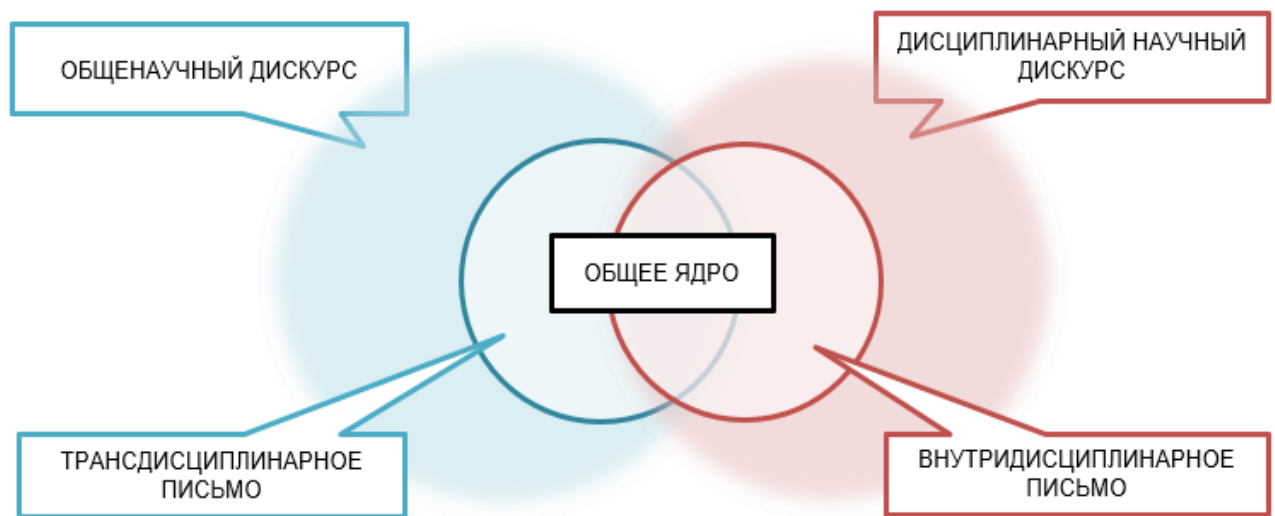 ОБЩЕНАУЧНЫЙ ДИСКУРС
ДИСЦИПЛИНАРНЫЙ НАУЧНЫЙ
ДИСКУРС
ОБЩЕЕ ЯДРО
ТРАНСДИСЦИПЛИНАРНОЕ
ПИСЬМО
ВНУТРИДИСЦИПЛИНАРНОЕ
ПИСЬМО